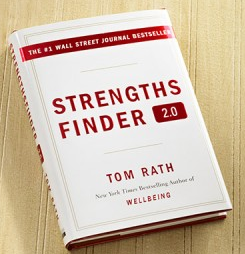 THE #1 WALL STREET JOURNAL BESTSELLER
STRENGTHS
FINDER 2.0
TOM RATH
New York Times Bestselling Author of
WELLBEING